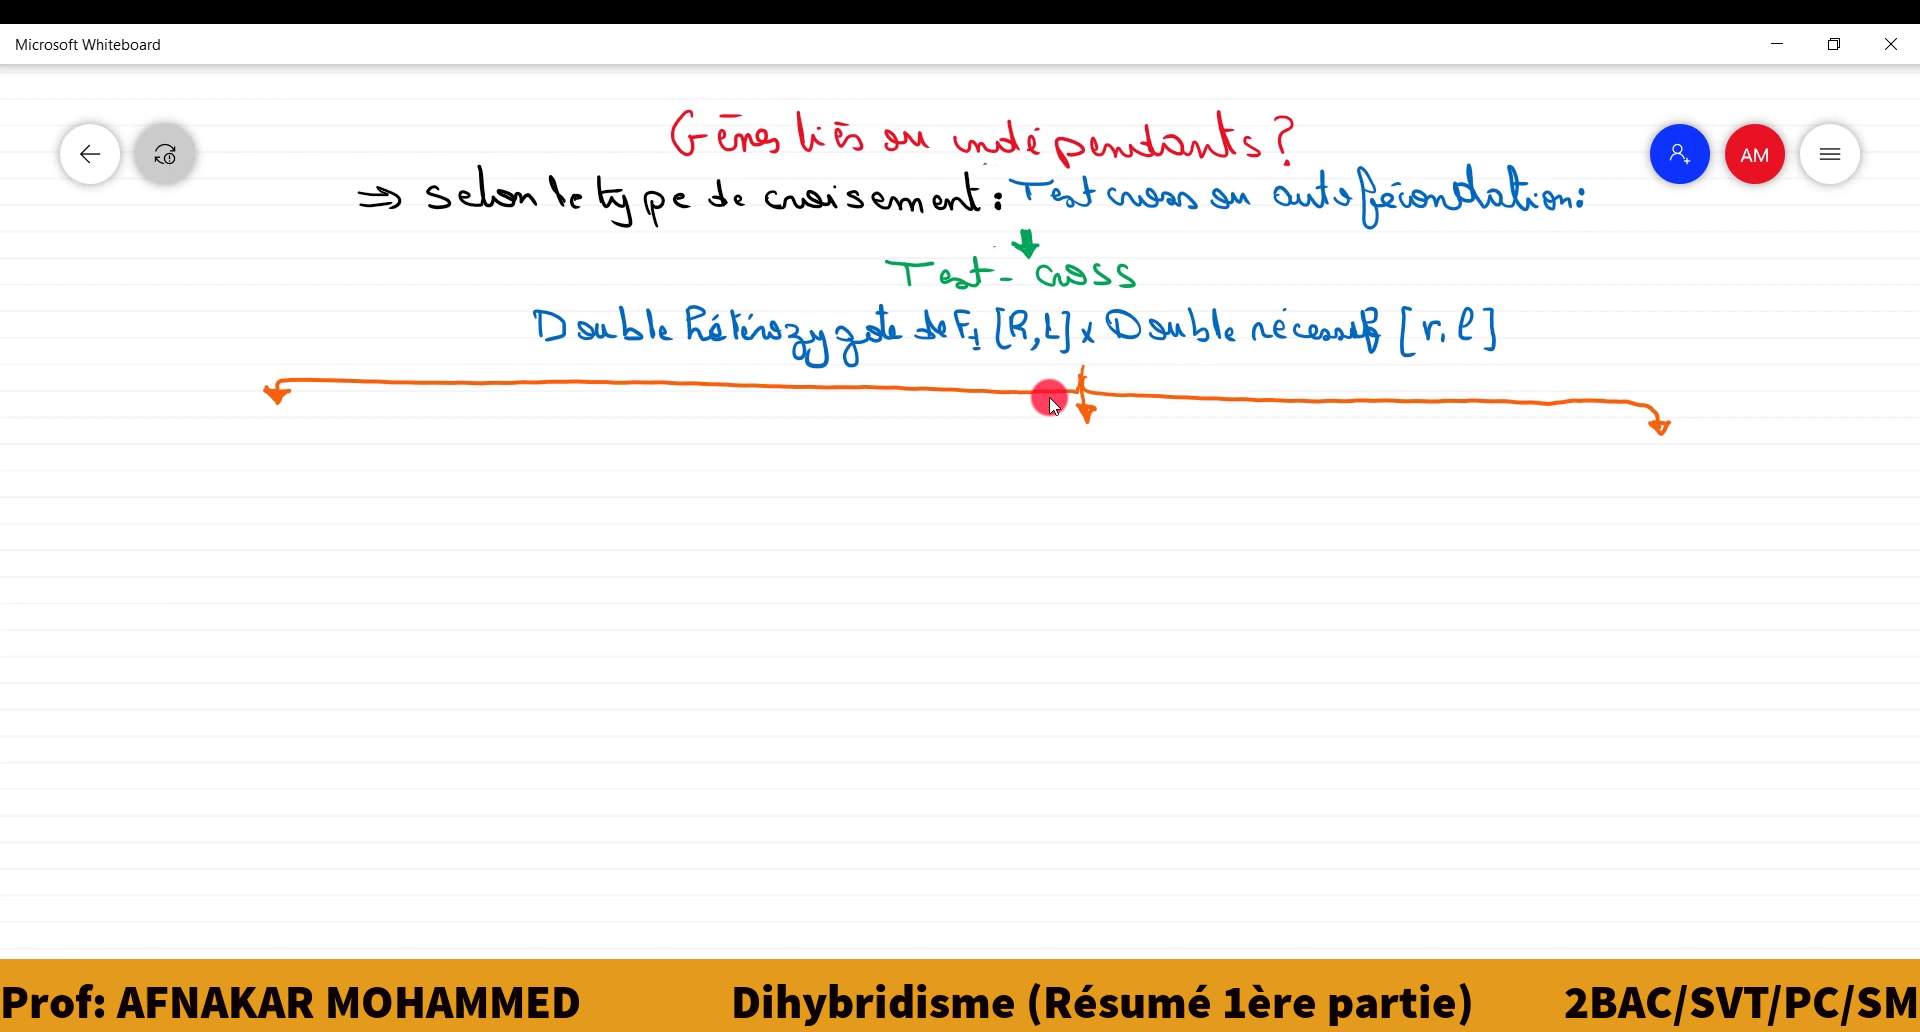 Microsoft Whiteboard
Gènes liés ou indépendants ?
AM
⇒ selon le type de croisement : Test cross ou autofécondation :
Test-cross
Double hétérozygote de F1 [R,L] x Double récessif [r,l]
Prof: AFNAKAR MOHAMMED Dihybridisme (Résumé 1ère partie) 2BAC/SVT/PC/SM